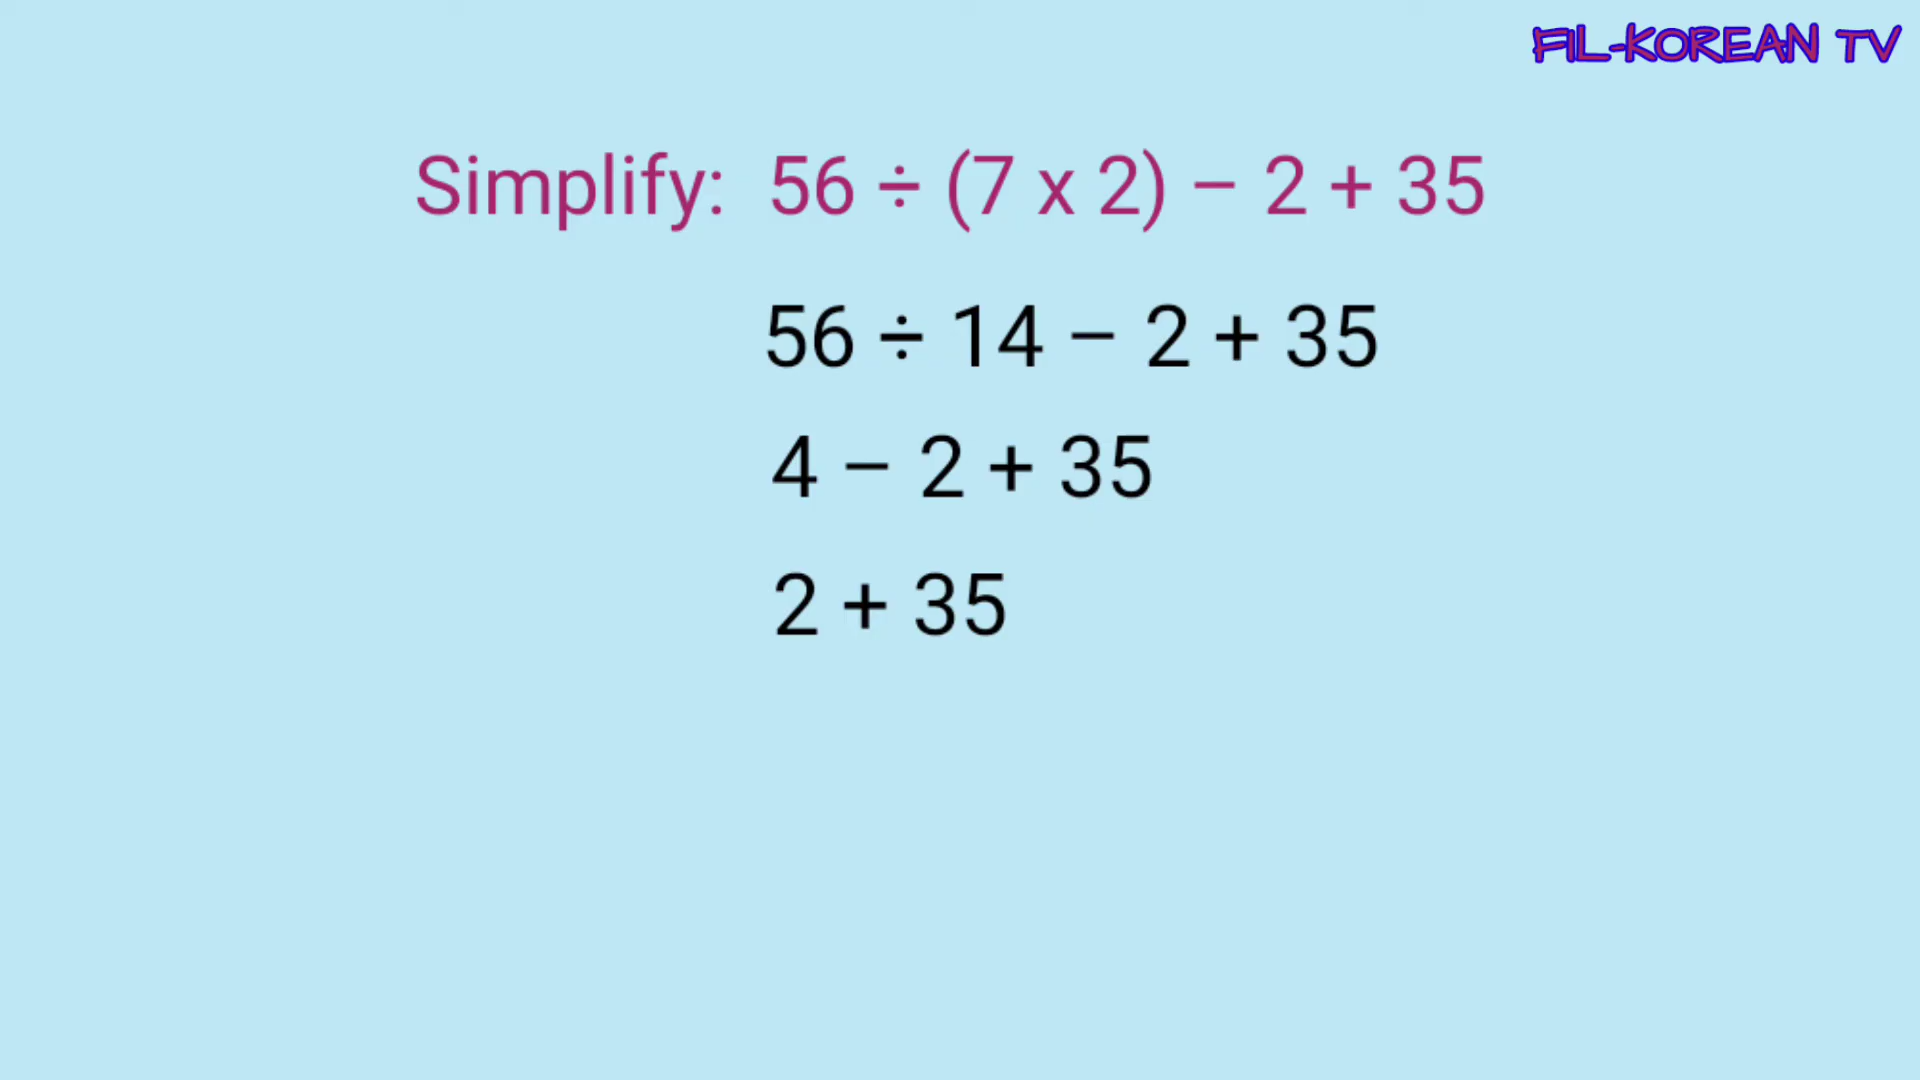 FIL-KOREAN TV
Simplify: 56 ÷ (7 x 2) – 2 + 35
56 ÷ 14 – 2 + 35
4 – 2 + 35
2 + 35